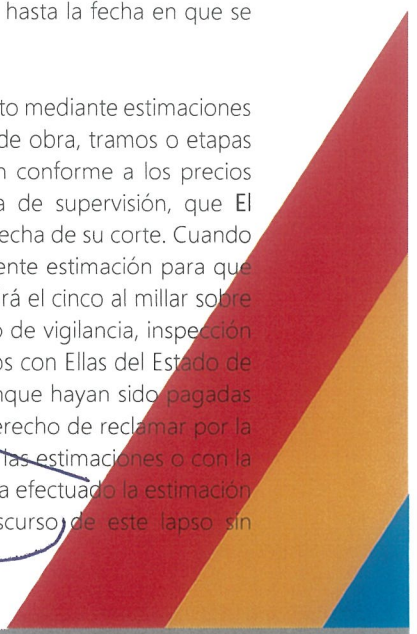 hasta la fecha en que se
to mediante estimaciones
de obra, tramos o etapas
n conforme a los precios
a de supervisión, que El
echa de su corte. Cuando
ente estimación para que
rá el cinco al millar sobre
o de vigilancia, inspección
os con Ellas del Estado de
nque hayan sido pagadas
erecho de reclamar por la
las estimaciones o con la
a efectuado la estimación
scurso de este lapso sin